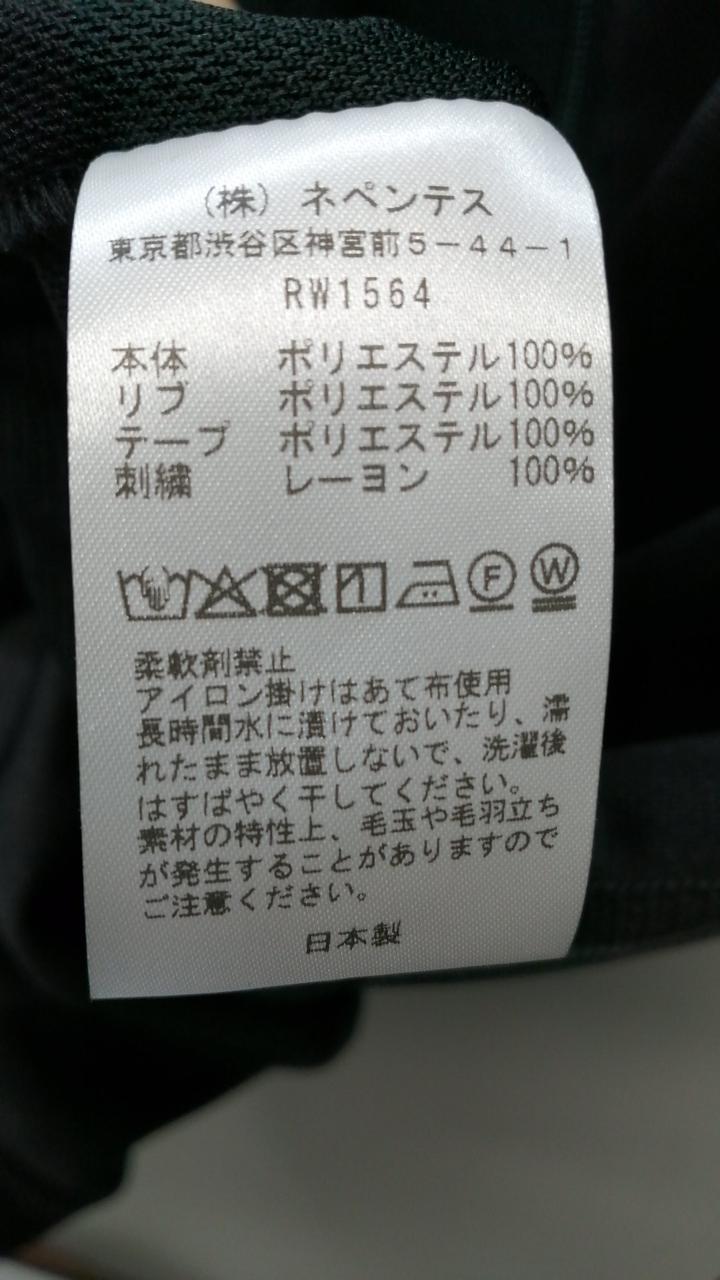 (株) ネペンテス
東京都渋谷区神宮前5-44-1
RW1564
本体 ポリエステル100%
リブ ポリエステル100%
テープ ポリエステル100%
刺繍 レーヨン 100%
F W
柔軟剤禁止
アイロン掛けはあて布使用
長時間水に漬けておいたり、濡
れたまま放置しないで、洗濯後
はすばやく干してください。
素材の特性上、毛玉や毛羽立ち
が発生することがありますので
ご注意ください。
日本製